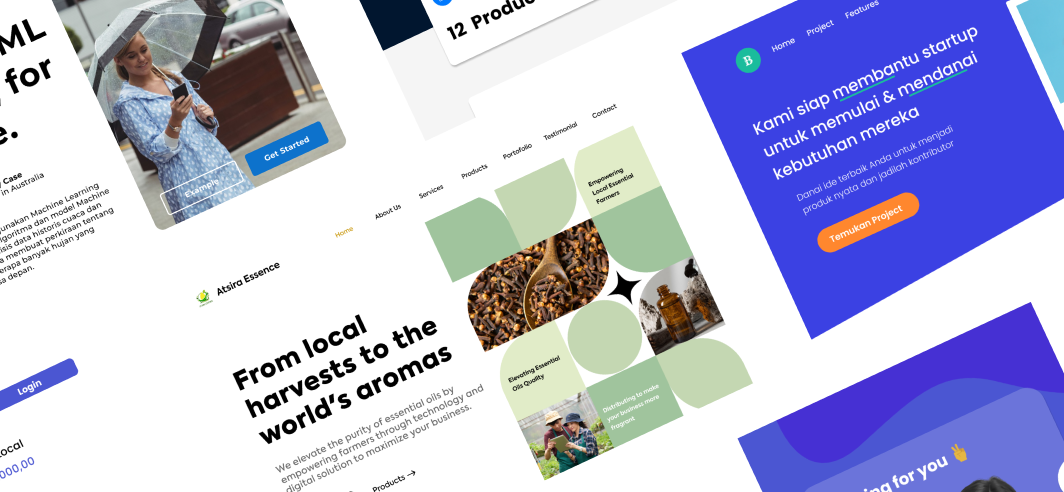 ML
for
e.
y Case
in Australia
gunakan Machine Learning
lgoritma dan model Machine
lisis data historis cuaca dan
a membuat perkiraan tentang
erapa banyak hujan yang
sa depan.
Example
Get Started
12 Produc
Login
ocal
000,00
Atsira Essence
Home
About Us
Services
Products
Portofolio
Testimonial
Contact
From local
harvests to the
world's aromas
We elevate the purity of essential oils by
empowering farmers through technology and
digital solution to maximize your business.
Products →
Empowering
Local Essential
Farmers
Elevating Essential
Oils Quality
Distributing to make
your business more
fragrant.
B
Home
Project
Features
Kami siap membantu startup
untuk memulai & mendanai
kebutuhan mereka
Danai ide terbaik Anda untuk menjadi
produk nyata dan jadilah kontributor
Temukan Project
ng for you ✌